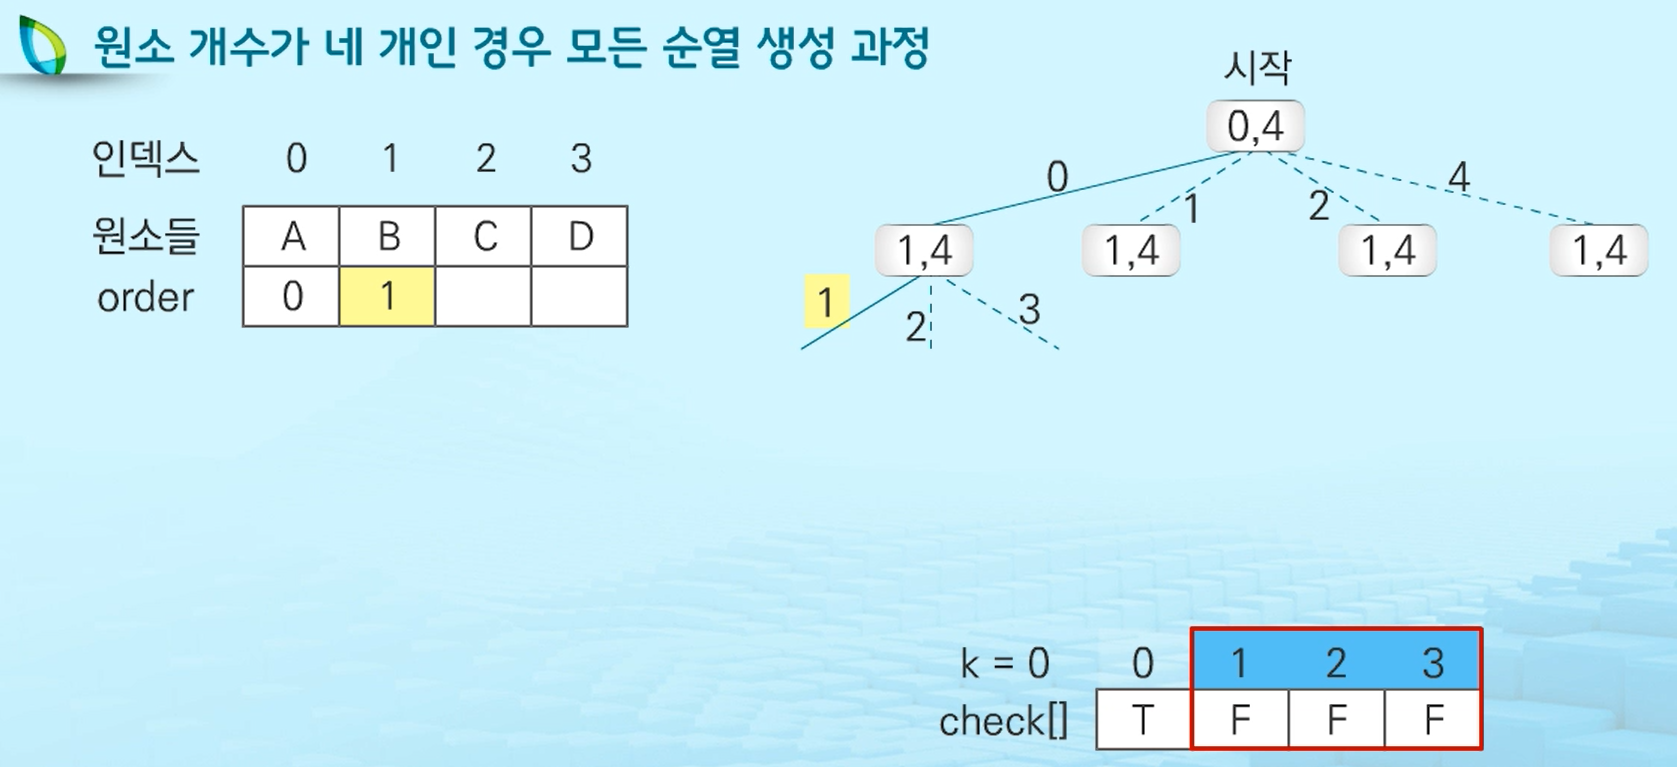 원소 개수가 네 개인 경우 모든 순열 생성 과정
인덱스 0 1 2 3
원소들 A B C D
order 0 1
시작
0,4
0 1 2 4
1,4 1,4 1,4 1,4
1 2 3
k = 0 0 1 2 3
check[] T F F F